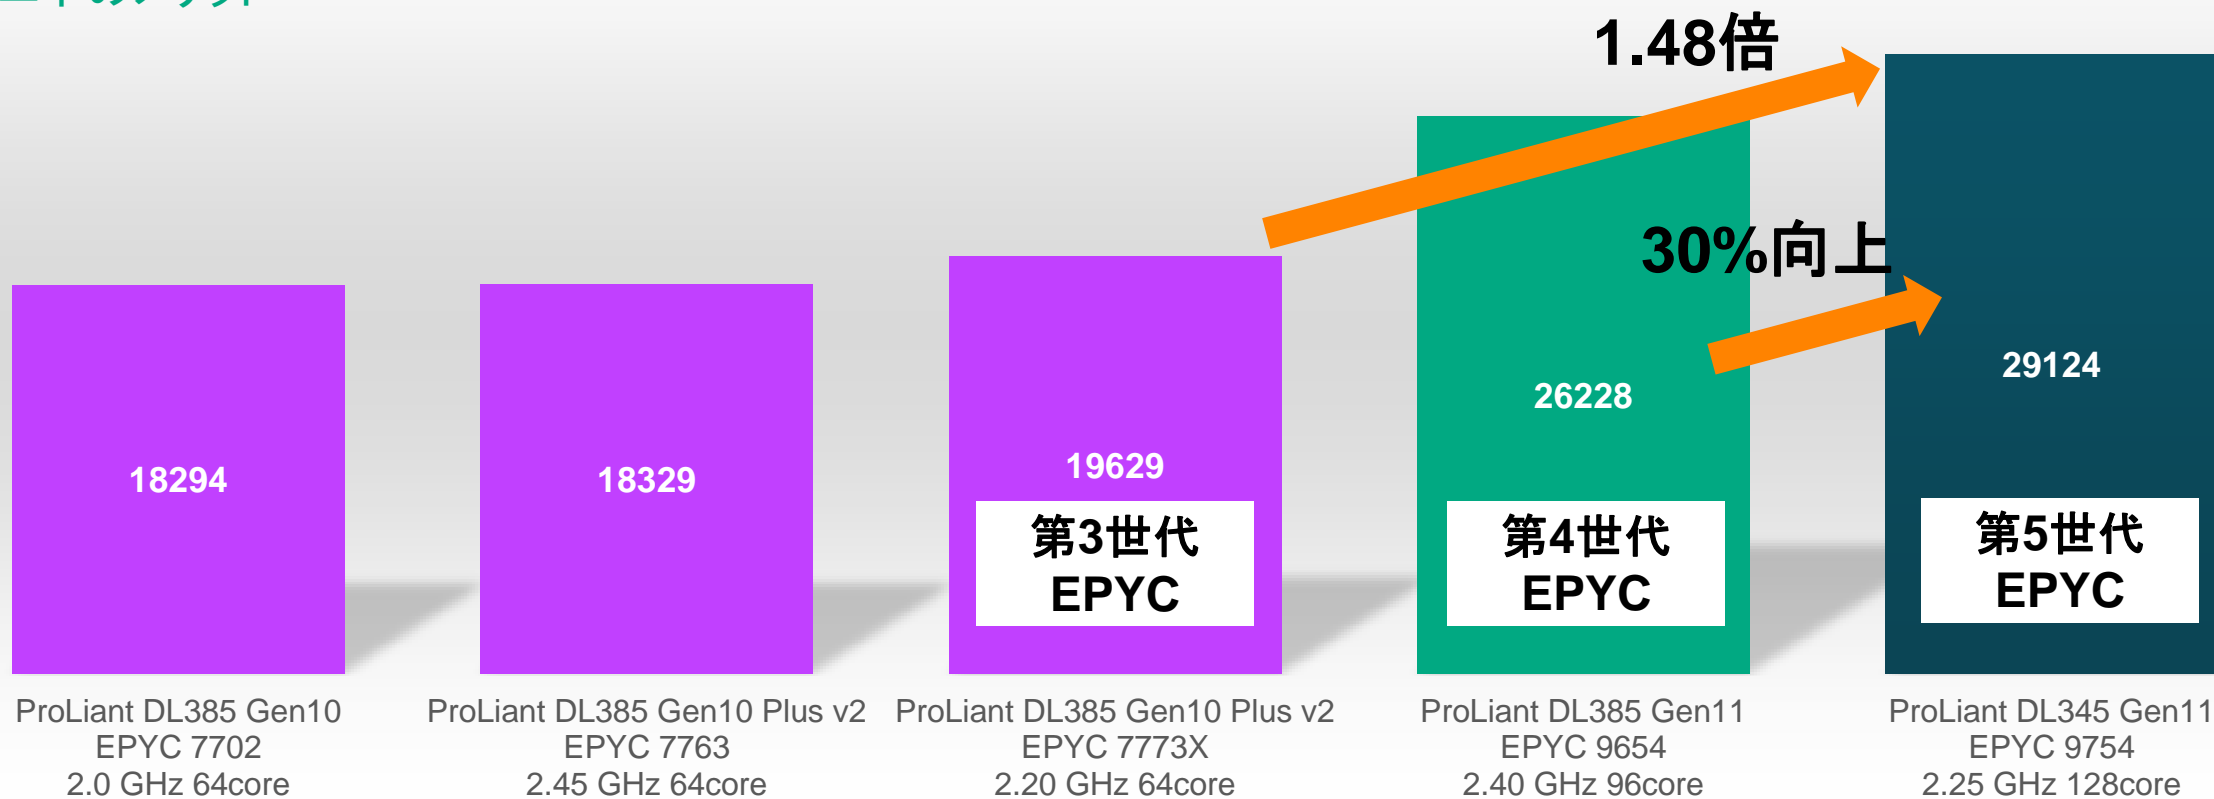 1.48倍
30%向上
18294
18329
19629
26228
29124
第3世代
EPYC
第4世代
EPYC
第5世代
EPYC
ProLiant DL385 Gen10
EPYC 7702
2.0 GHz 64core
ProLiant DL385 Gen10 Plus v2
EPYC 7763
2.45 GHz 64core
ProLiant DL385 Gen10 Plus v2
EPYC 7773X
2.20 GHz 64core
ProLiant DL385 Gen11
EPYC 9654
2.40 GHz 96core
ProLiant DL345 Gen11
EPYC 9754
2.25 GHz 128core